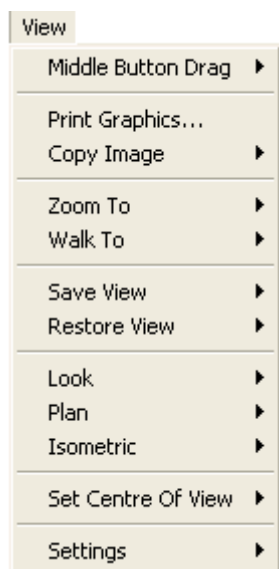 View
Middle Button Drag
Print Graphics...
Copy Image
Zoom To
Walk To
Save View
Restore View
Look
Plan
Isometric
Set Centre Of View
Settings